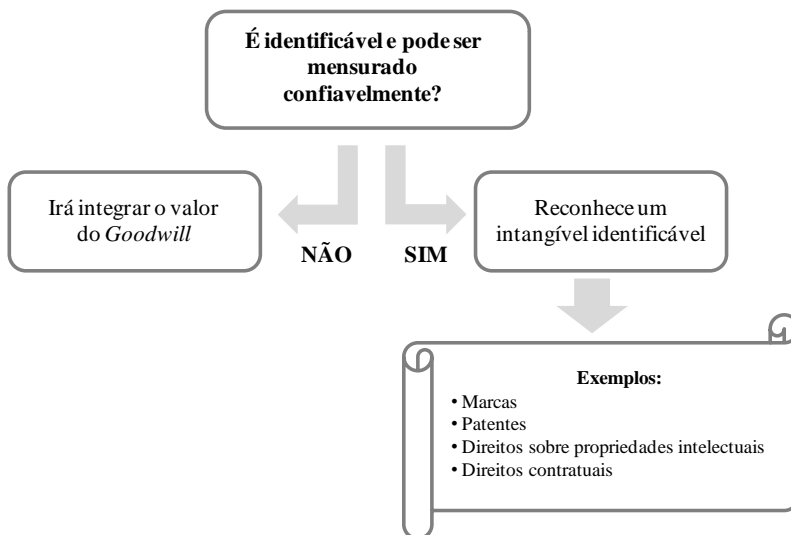 É identificável e pode ser
mensurado
confiavelmente?
Irá integrar o valor
do Goodwill
NÃO
SIM
Reconhece um
intangível identificável
Exemplos:
• Marcas
• Patentes
• Direitos sobre propriedades intelectuais
• Direitos contratuais